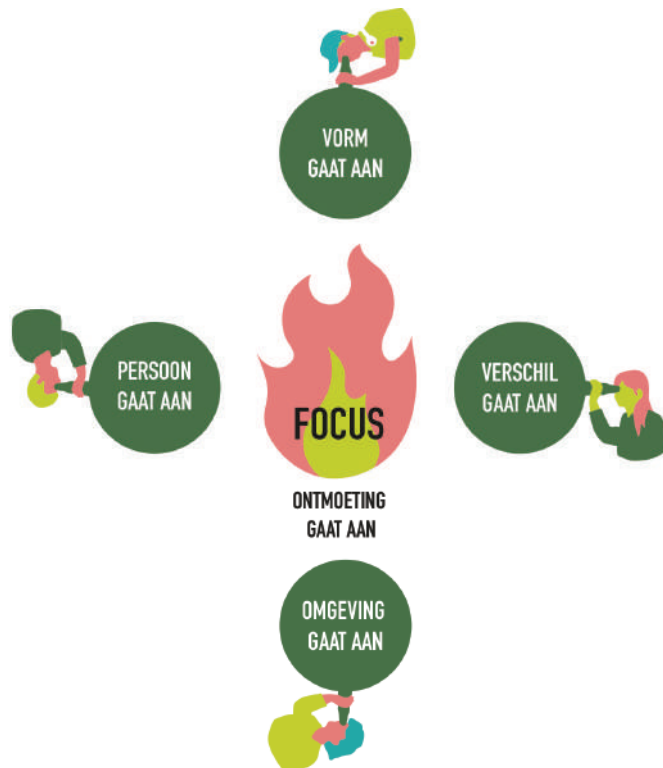 VORM
GAAT AAN
PERSOON
GAAT AAN
FOCUS
VERSCHIL
GAAT AAN
ONTMOETING
GAAT AAN
OMGEVING
GAAT AAN